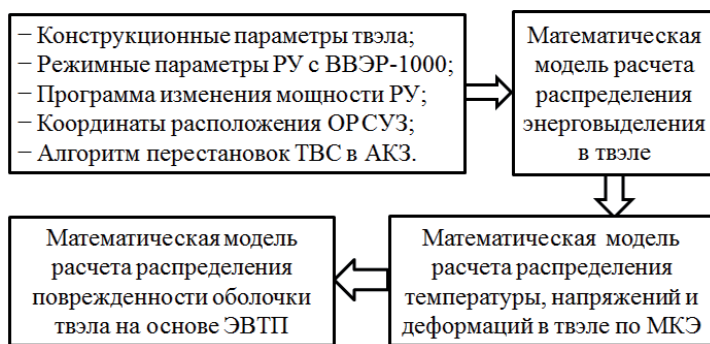 − Конструкционные параметры твэла;
− Режимные параметры РУ с ВВЭР-1000;
− Программа изменения мощности РУ;
− Координаты расположения ОР СУЗ;
− Алгоритм перестановок ТВС в АКЗ.
Математическая
модель расчета
распределения
энерговыделения
в твэле
Математическая модель
расчета распределения
температуры, напряжений и
деформаций в твэле по МКЭ
Математическая модель
расчета распределения
поврежденности оболочки
твэла на основе ЭВТП